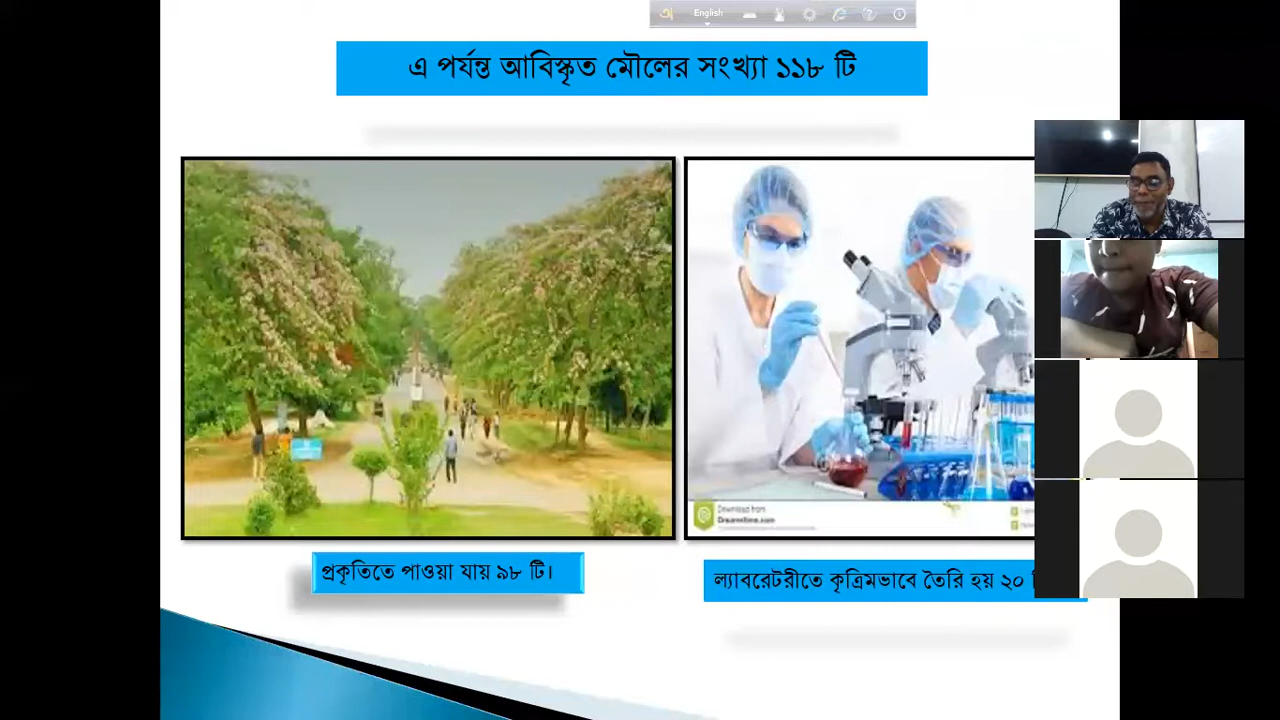 English
এ পর্যন্ত আবিস্কৃত মৌলের সংখ্যা ১১৮ টি
Download from
Dreamstime.com
প্রকৃতিতে পাওয়া যায় ৯৮ টি।
ল্যাবরেটরীতে কৃত্রিমভাবে তৈরি হয় ২০